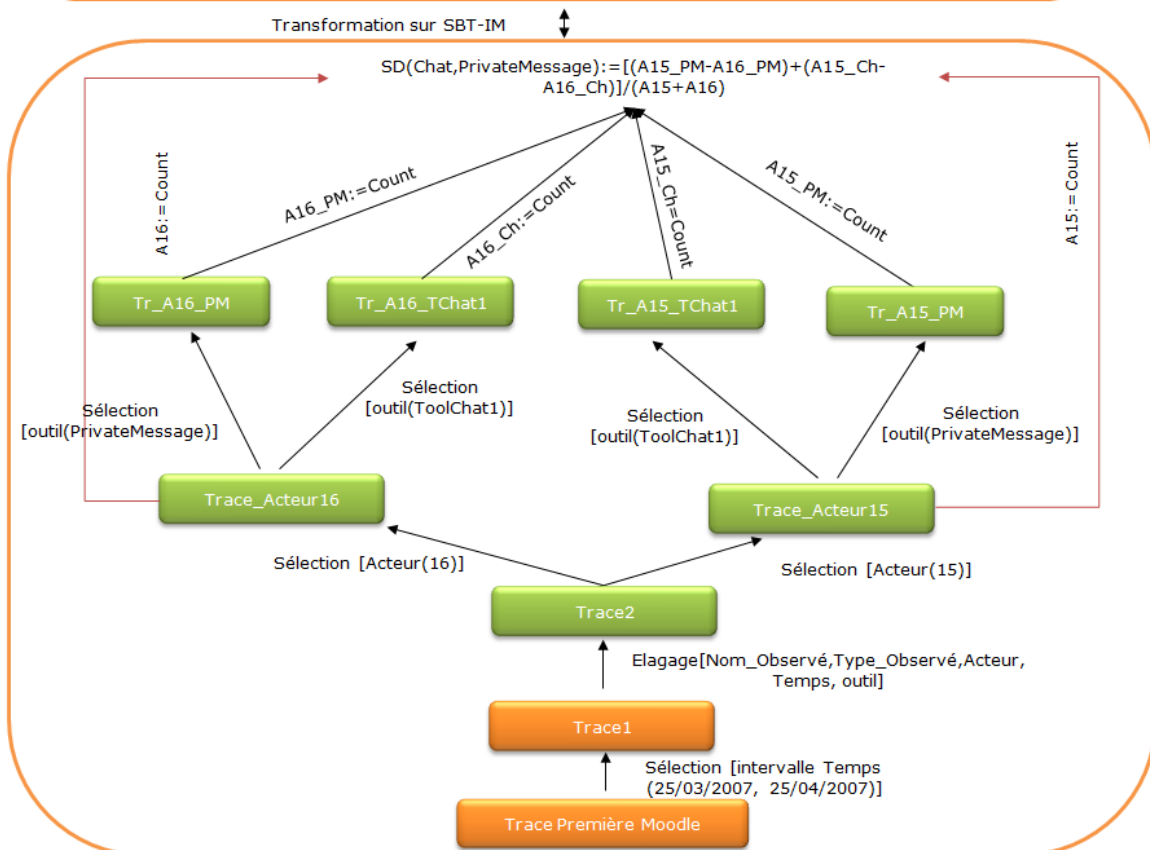 Transformation sur SBT-IM
SD(Chat,PrivateMessage):=[(A15_PM-A16_PM)+(A15_Ch-
A16_Ch)]/(A15+A16)
A16:=Count
A16_PM:=Count
A16_Ch:=Count
A15_Ch=Count
A15_PM:=Count
A15:=Count
Tr_A16_PM
Tr_A16_TChat1
Tr_A15_TChat1
Tr_A15_PM
Sélection
[outil(PrivateMessage)]
Sélection
[outil(ToolChat1)]
Sélection
[outil(ToolChat1)]
Sélection
[outil(PrivateMessage)]
Trace_Acteur16
Trace_Acteur15
Sélection [Acteur(16)]
Sélection [Acteur(15)]
Trace2
Elagage[Nom_Observé,Type_Observé,Acteur,
Temps, outil]
Trace1
Sélection [intervalle Temps
(25/03/2007, 25/04/2007)]
Trace Première Moodle